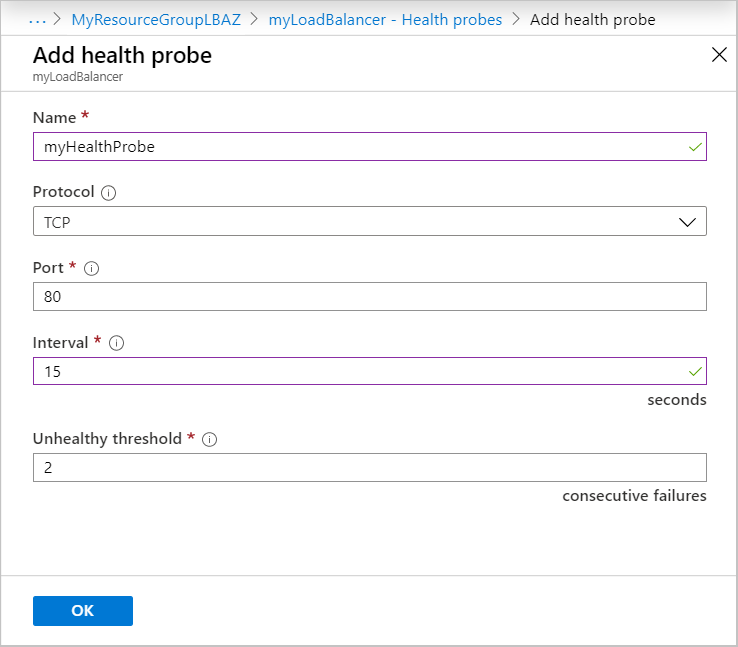 ... > MyResourceGroupLBAZ > myLoadBalancer - Health probes > Add health probe
Add health probe
myLoadBalancer
Name *
myHealthProbe
Protocol
TCP
Port *
80
Interval *
15
seconds
Unhealthy threshold *
2
consecutive failures
OK